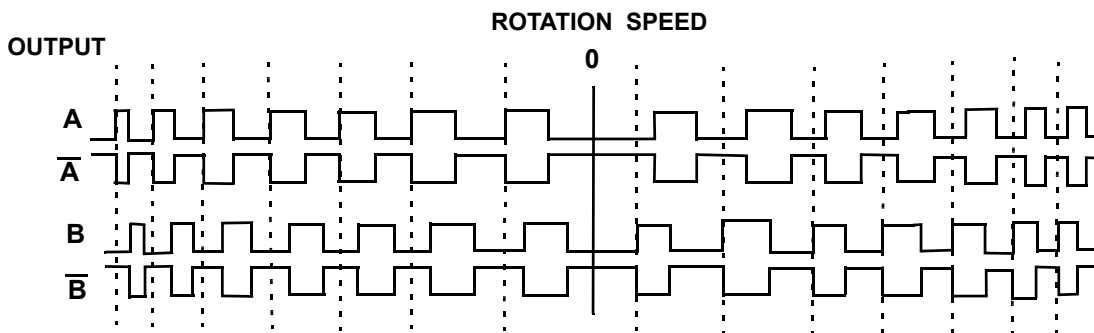 ROTATION SPEED
OUTPUT
0
A
A̅
B
B̅